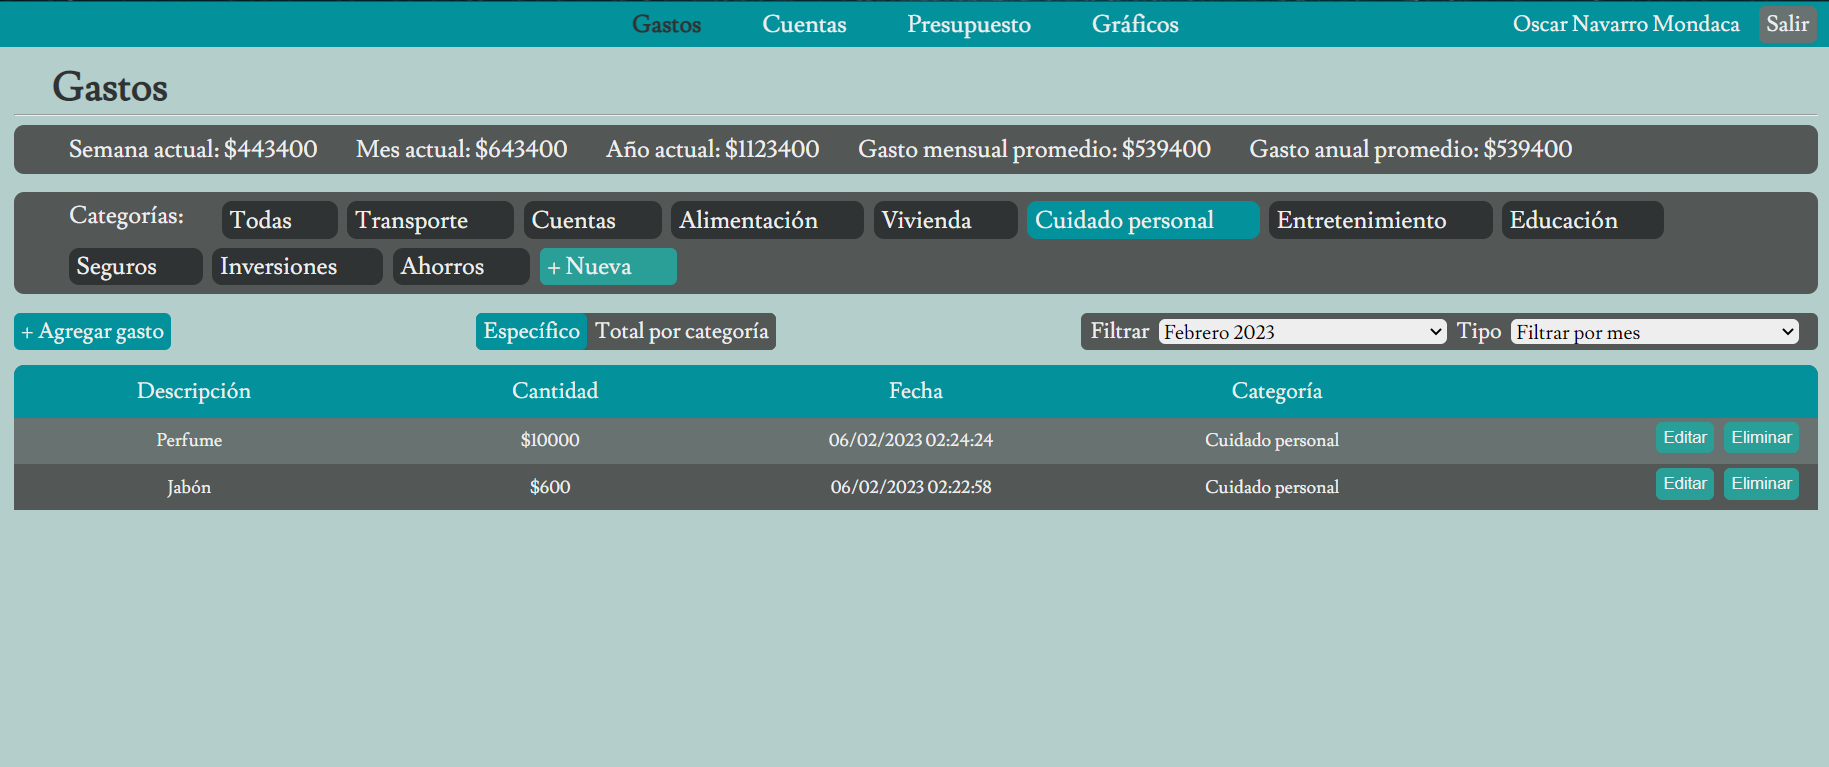 Gastos Cuentas Presupuesto Gráficos Oscar Navarro Mondaca Salir
Gastos
Semana actual: $443400 Mes actual: $643400 Año actual: $1123400 Gasto mensual promedio: $539400 Gasto anual promedio: $539400
Categorías: Todas Transporte Cuentas Alimentación Vivienda Cuidado personal Entretenimiento Educación
Seguros Inversiones Ahorros + Nueva
+ Agregar gasto Específico Total por categoría Filtrar Febrero 2023 Tipo Filtrar por mes
Descripción Cantidad Fecha Categoría
Perfume $10000 06/02/2023 02:24:24 Cuidado personal Editar Eliminar
Jabón $600 06/02/2023 02:22:58 Cuidado personal Editar Eliminar